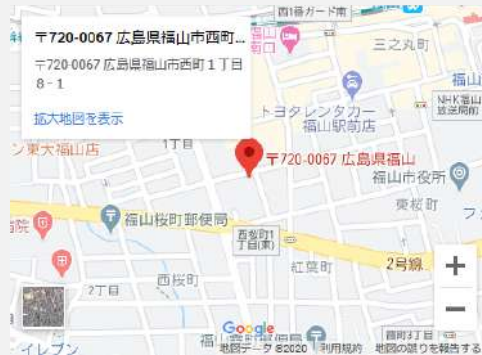 西1番ガード南
〒720-0067 広島県福山市西町...
三之丸町
〒720-0067 広島県福山市西町1丁目
8-1
福山
トヨタレンタカー
福山駅前店
NHK福山
放送局前
拡大地図を表示
1丁目
ン東大福山店
〒720-0067 広島県福山
福山市役所
東桜町
福山桜町郵便局
西桜町1
丁目(東)
フ
2号線
紅葉町
西桜町
2丁目
Google
イレブン
地図データ ©2020
利用規約
地図の誤りを報告する